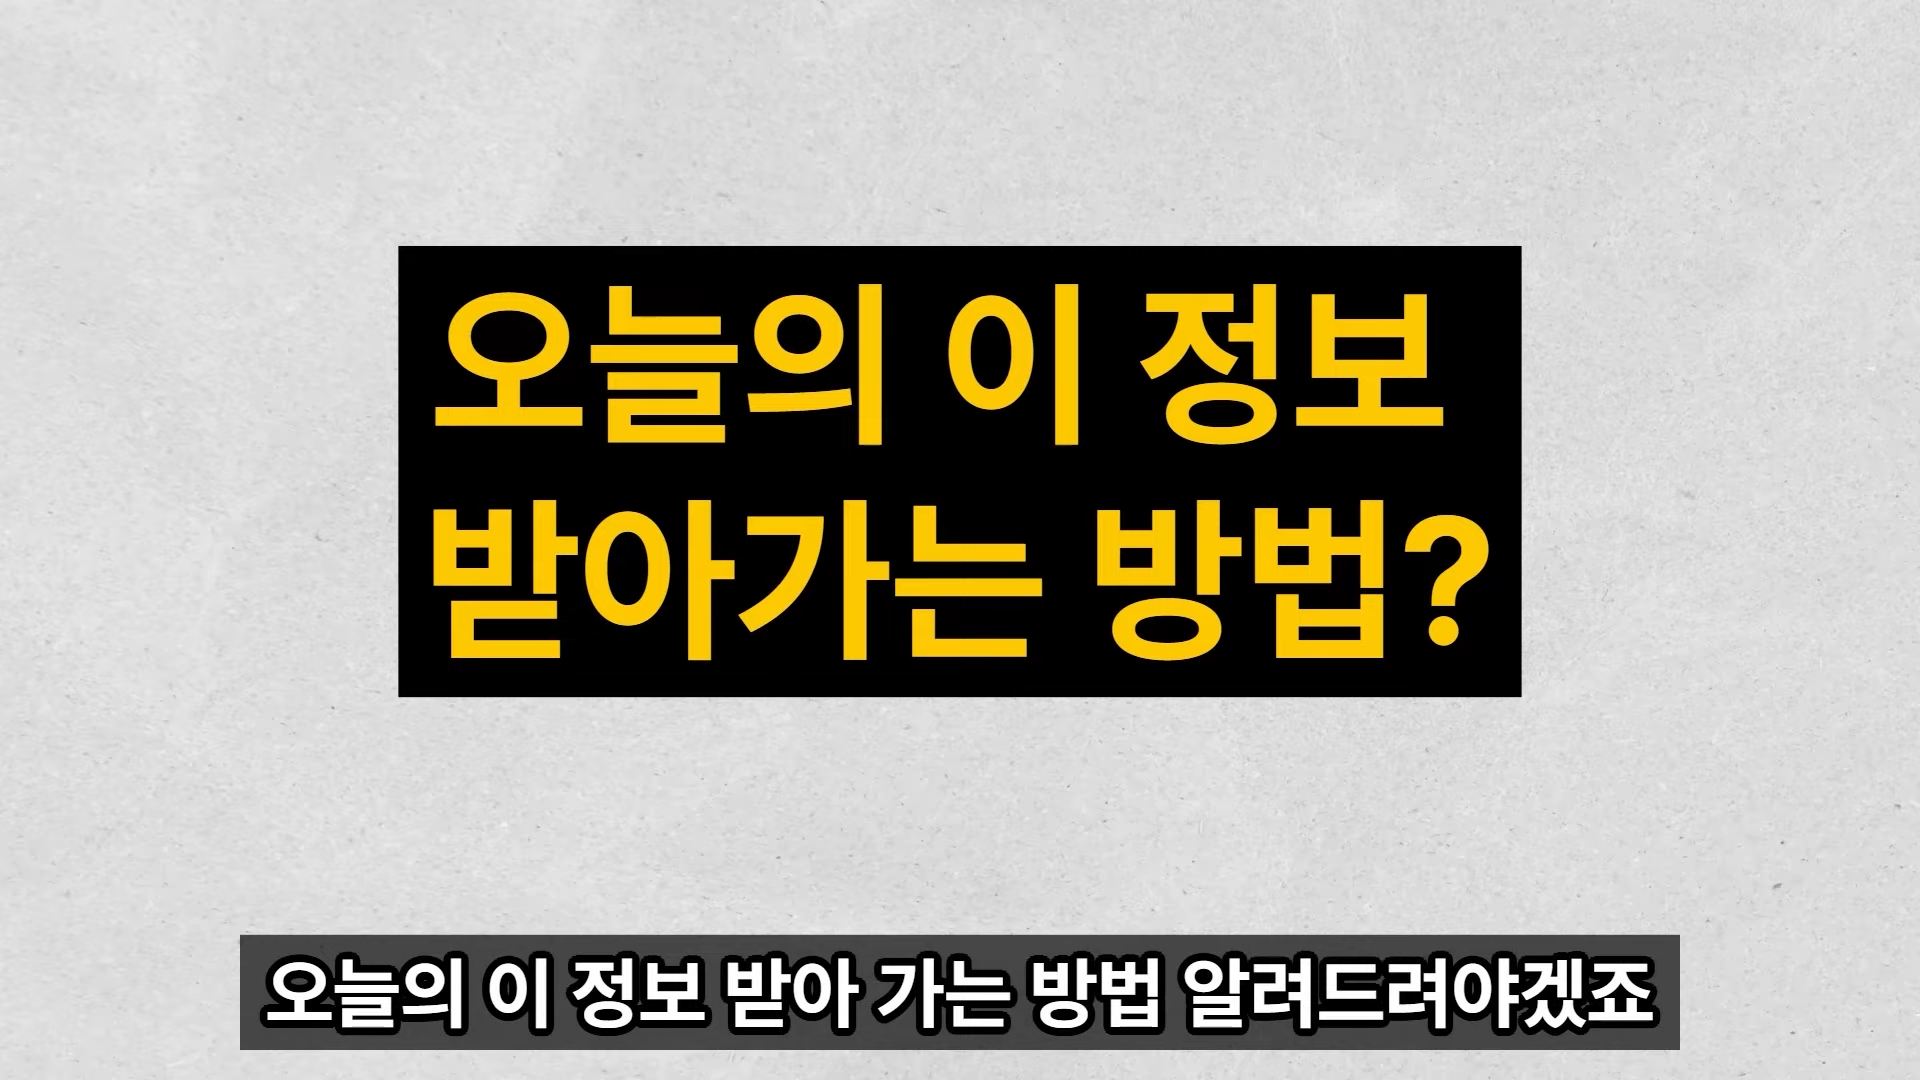 오늘의 이 정보
받아가는 방법?
오늘의 이 정보 받아 가는 방법 알려드려야겠죠